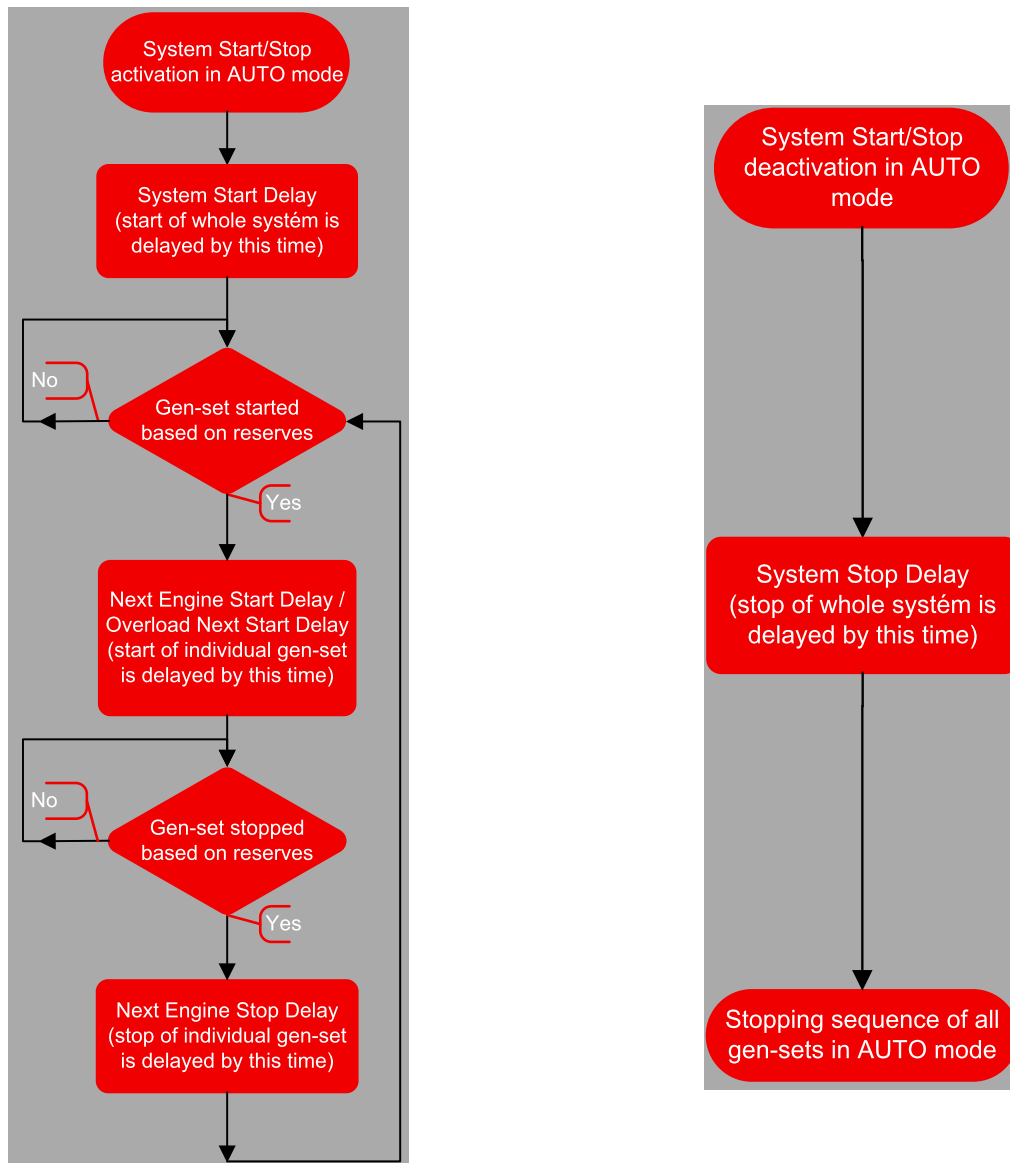 System Start/Stop
activation in AUTO mode
System Start Delay
(start of whole systém is
delayed by this time)
No
Gen-set started
based on reserves
Yes
Next Engine Start Delay /
Overload Next Start Delay
(start of individual gen-set
is delayed by this time)
No
Gen-set stopped
based on reserves
Yes
Next Engine Stop Delay
(stop of individual gen-set
is delayed by this time)
System Start/Stop
deactivation in AUTO
mode
System Stop Delay
(stop of whole systém is
delayed by this time)
Stopping sequence of all
gen-sets in AUTO mode